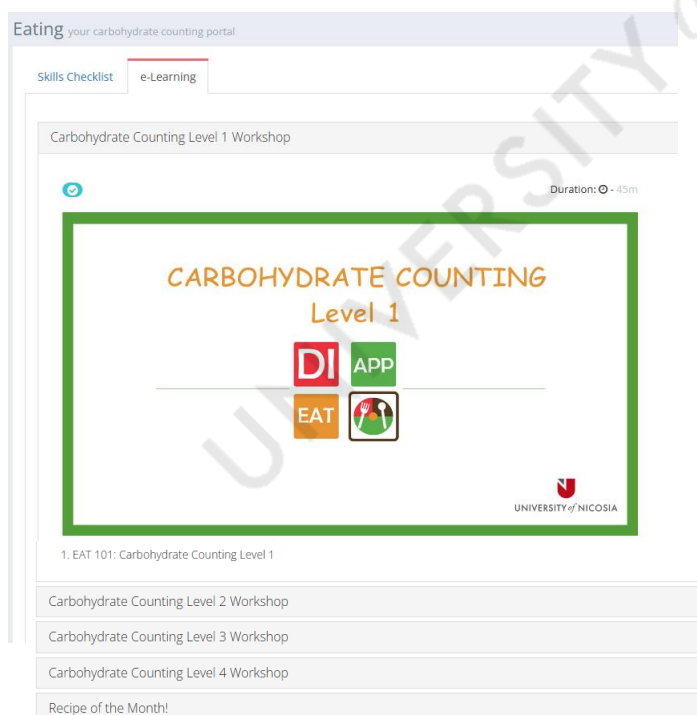 Eating your carbohydrate counting portal
Skills Checklist e-Learning
Carbohydrate Counting Level 1 Workshop
Duration: - 45m
CARBOHYDRATE COUNTING
Level 1
DI APP
EAT
UNIVERSITY of NICOSIA
1. EAT 101: Carbohydrate Counting Level 1
Carbohydrate Counting Level 2 Workshop
Carbohydrate Counting Level 3 Workshop
Carbohydrate Counting Level 4 Workshop
Recipe of the Month!
UNIVERSITY